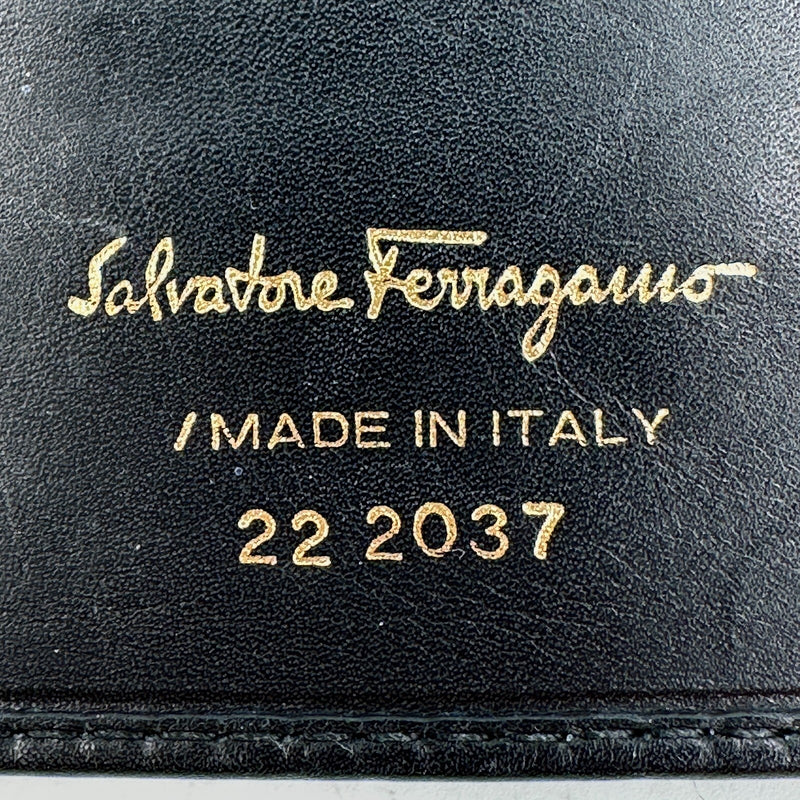 Salvatore Ferragamo
/MADE IN ITALY
22 2037